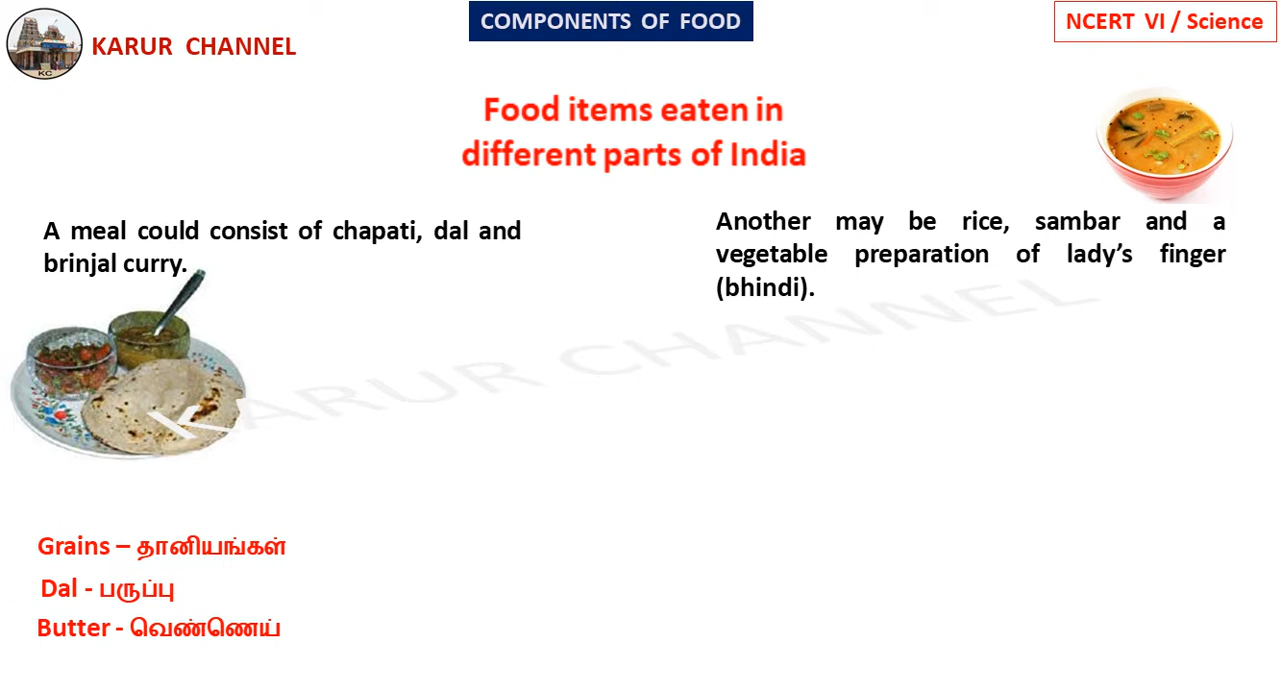 KARUR CHANNEL
KC
COMPONENTS OF FOOD
NCERT VI / Science
Food items eaten in
different parts of India
A meal could consist of chapati, dal and
brinjal curry.
Another may be rice, sambar and a
vegetable preparation of lady’s finger
(bhindi).
KARUR CHANNEL
Grains – தானியங்கள்
Dal - பருப்பு
Butter - வெண்ணெய்